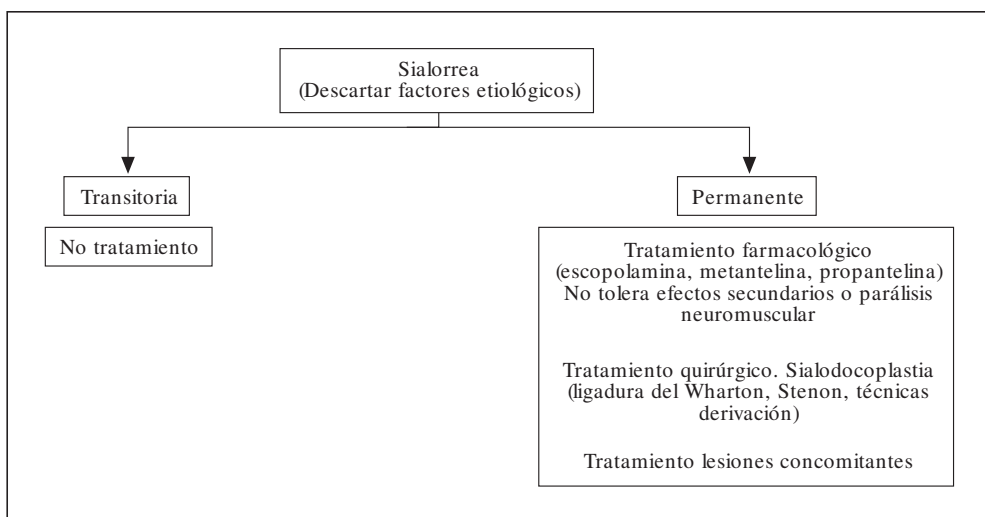 Sialorrea
(Descartar factores etiológicos)
Transitoria
No tratamiento
Permanente
Tratamiento farmacológico
(escopolamina, metantelina, propantelina)
No tolera efectos secundarios o parálisis
neuromuscular
Tratamiento quirúrgico. Sialodocoplastia
(ligadura del Wharton, Stenon, técnicas
derivación)
Tratamiento lesiones concomitantes